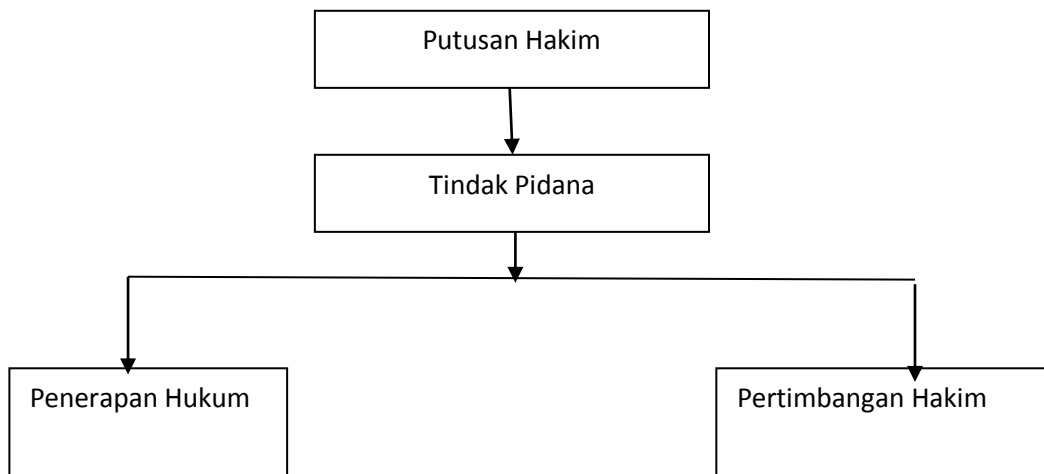 Putusan Hakim
Tindak Pidana
Penerapan Hukum
Pertimbangan Hakim